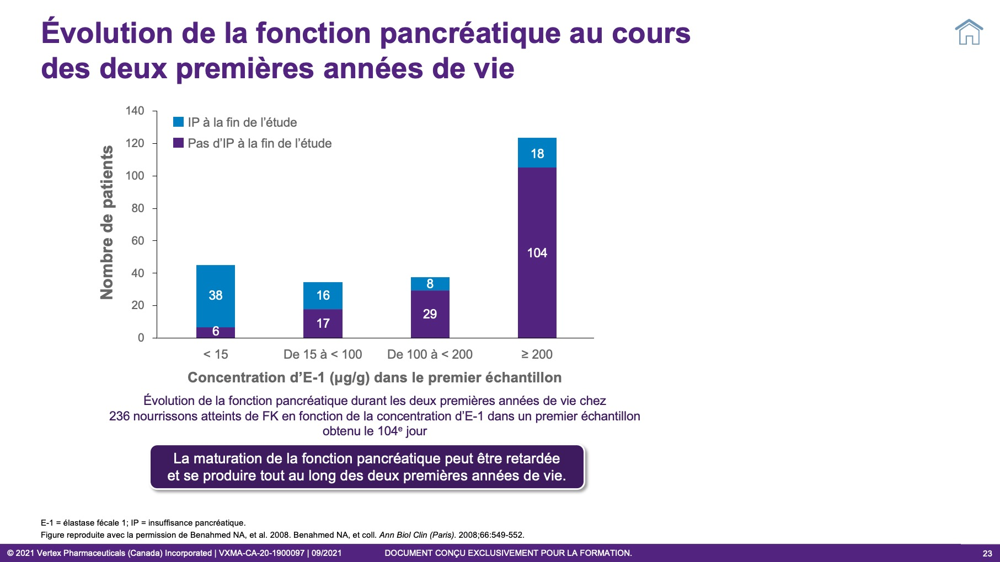 Évolution de la fonction pancréatique au cours
des deux premières années de vie
140
120
100
80
60
40
20
0
Nombre de patients
IP à la fin de l’étude
Pas d’IP à la fin de l’étude
38
6
16
17
8
29
18
104
< 15
De 15 à < 100
De 100 à < 200
≥ 200
Concentration d’E-1 (µg/g) dans le premier échantillon
Évolution de la fonction pancréatique durant les deux premières années de vie chez
236 nourrissons atteints de FK en fonction de la concentration d’E-1 dans un premier échantillon
obtenu le 104ᵉ jour
La maturation de la fonction pancréatique peut être retardée
et se produire tout au long des deux premières années de vie.
E-1 = élastase fécale 1; IP = insuffisance pancréatique.
Figure reproduite avec la permission de Benahmed NA, et al. 2008. Benahmed NA, et coll. Ann Biol Clin (Paris). 2008;66:549-552.
© 2021 Vertex Pharmaceuticals (Canada) Incorporated | VXMA-CA-20-1900097 | 09/2021
DOCUMENT CONÇU EXCLUSIVEMENT POUR LA FORMATION.
23